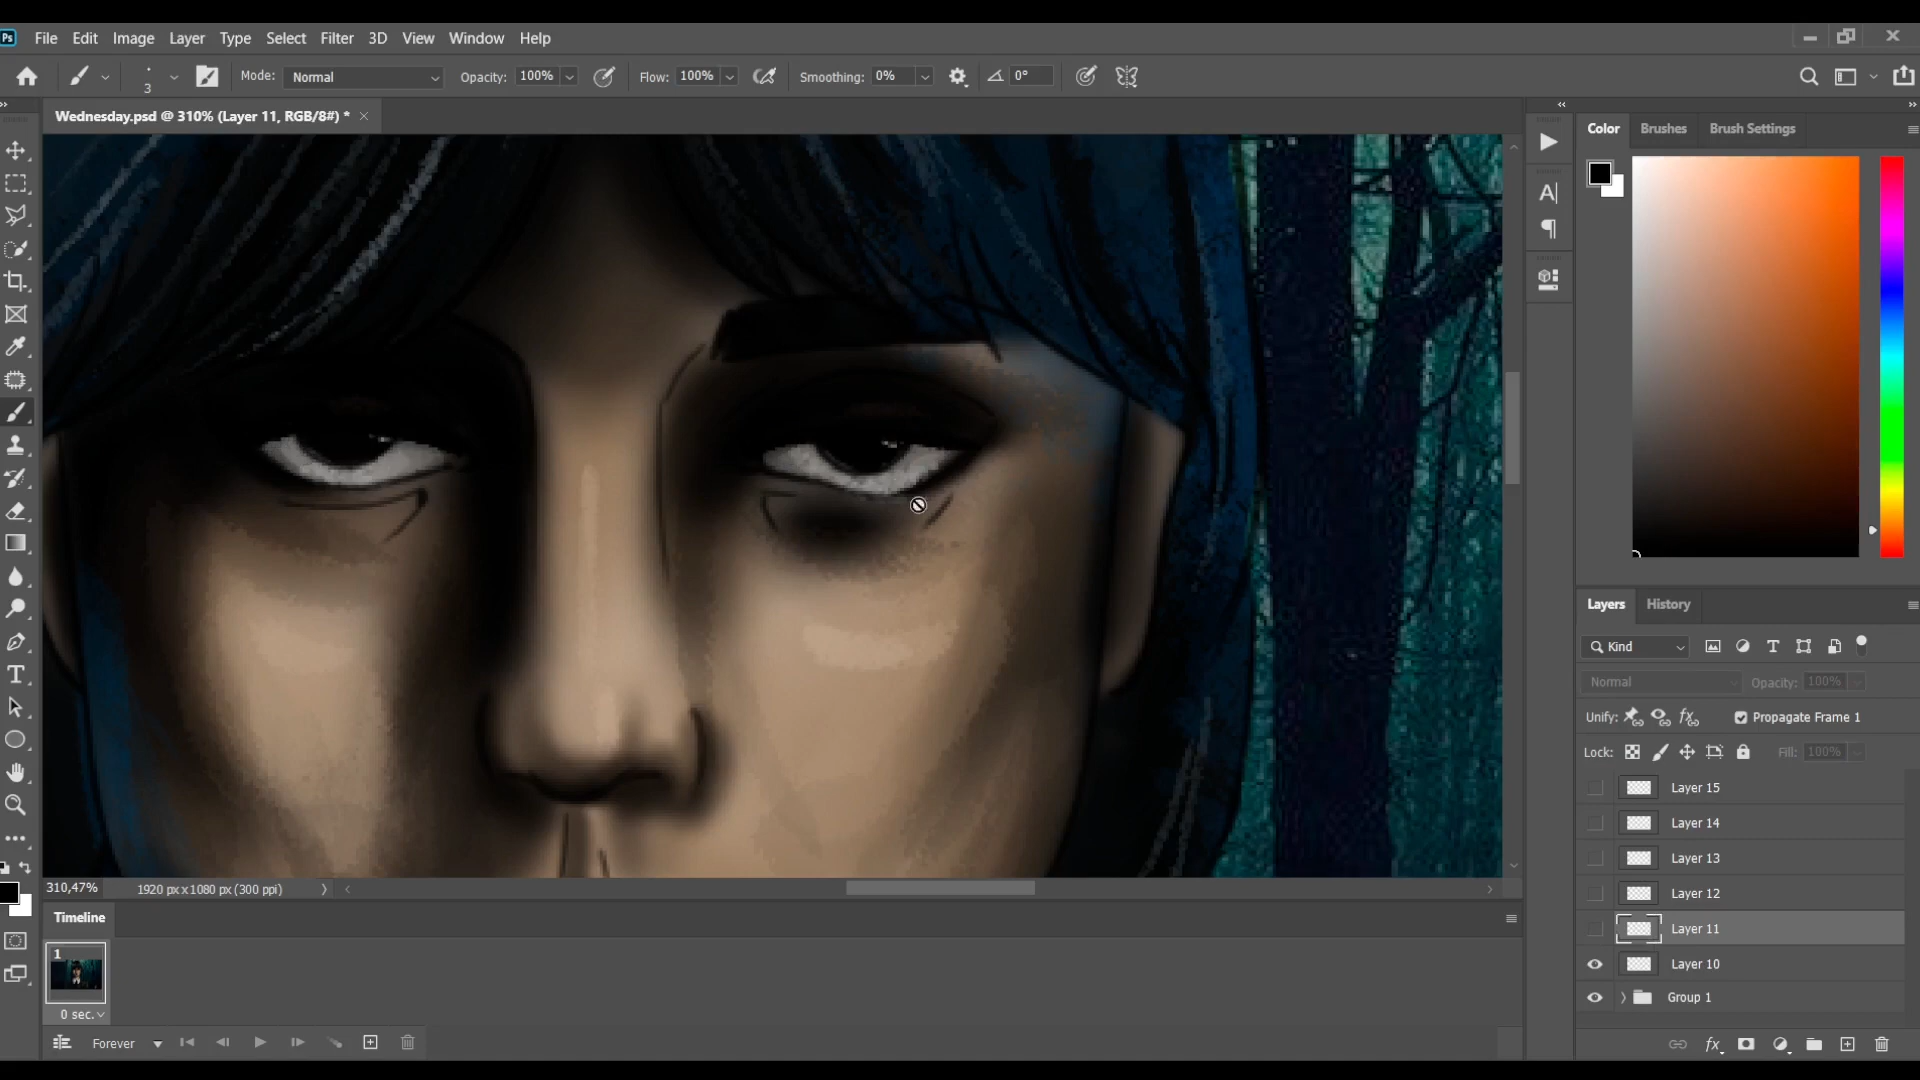 Ps File Edit Image Layer Type Select Filter 3D View Window Help
3 Mode: Normal Opacity: 100% Flow: 100% Smoothing: 0% 0°
Wednesday.psd @ 310% (Layer 11, RGB/8#) * ×
Color Brushes Brush Settings
Layers History
Kind
Normal Opacity: 100%
Unify: Propagate Frame 1
Lock: Fill: 100%
Layer 15
Layer 14
Layer 13
Layer 12
Layer 11
Layer 10
Group 1
310,47% 1920 px x 1080 px (300 ppi)
Timeline
1
0 sec.
Forever
fx